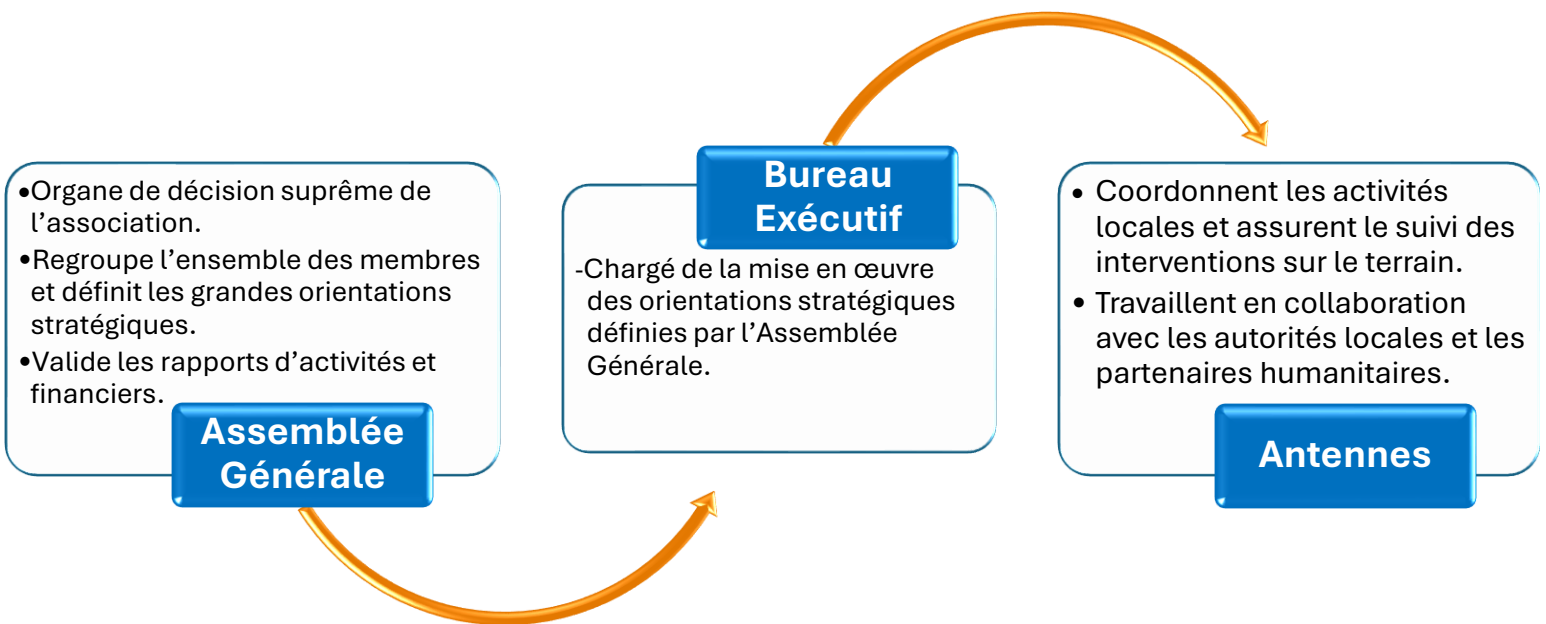 •Organe de décision suprême de
l’association.
•Regroupe l’ensemble des membres
et définit les grandes orientations
stratégiques.
•Valide les rapports d’activités et
financiers.
Assemblée
Générale
Bureau
Exécutif
-Chargé de la mise en œuvre
des orientations stratégiques
définies par l’Assemblée
Générale.
• Coordonnent les activités
locales et assurent le suivi des
interventions sur le terrain.
• Travaillent en collaboration
avec les autorités locales et les
partenaires humanitaires.
Antennes